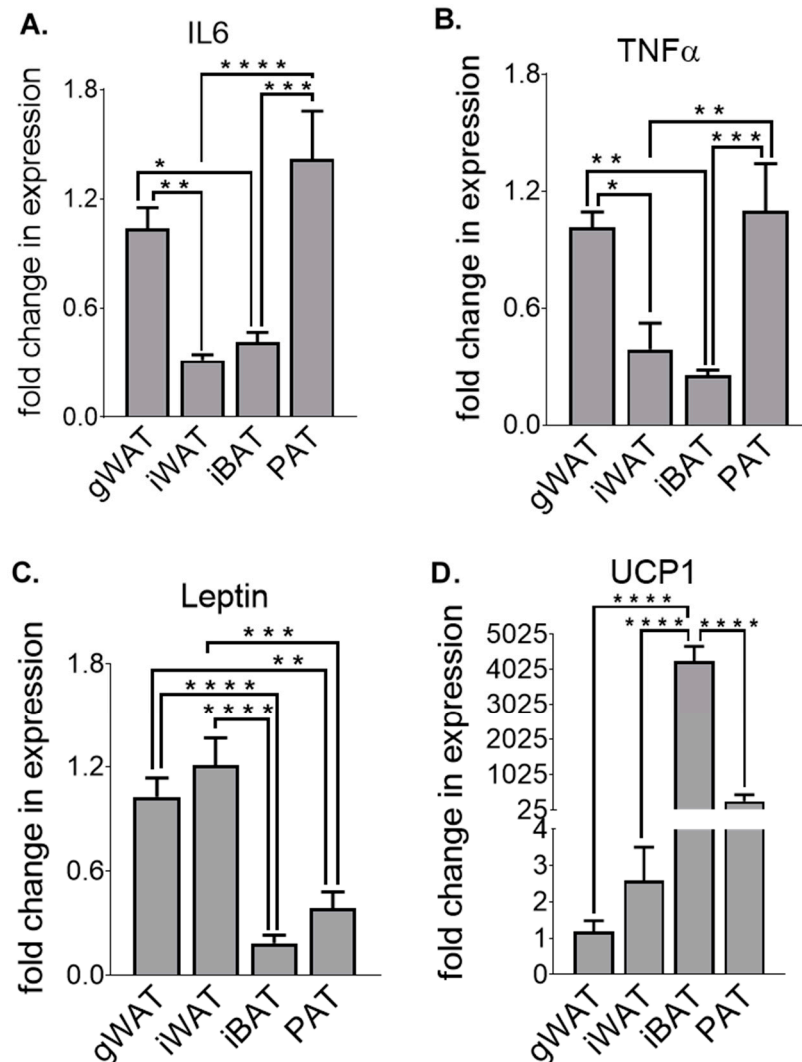 A.
IL6
fold change in expression
1.8
1.2
0.6
0.0
* * * *
* * *
*
* *
gWAT
iWAT
iBAT
PAT
B.
TNFα
fold change in expression
1.8
1.2
0.6
0.0
* *
* * *
* *
*
gWAT
iWAT
iBAT
PAT
C.
Leptin
fold change in expression
1.8
1.2
0.6
0.0
* * *
* *
* * * *
* * * *
gWAT
iWAT
iBAT
PAT
D.
UCP1
fold change in expression
5025
4025
3025
2025
1025
25
4
3
2
1
0
* * * *
* * * *
* * * *
gWAT
iWAT
iBAT
PAT